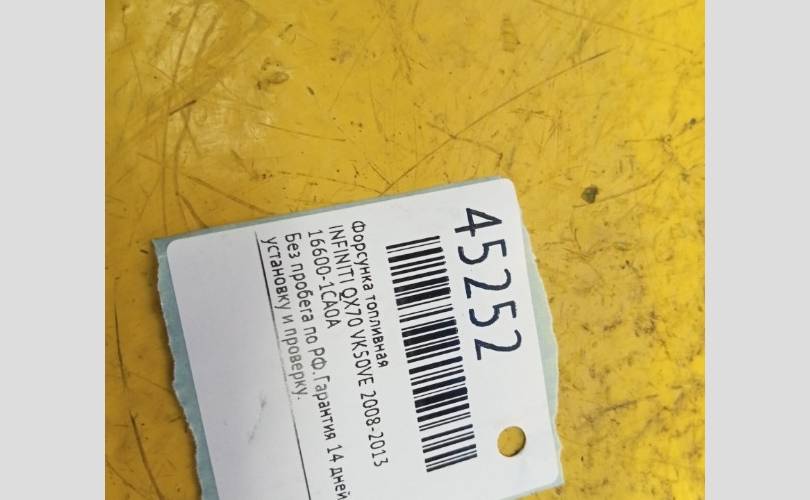 45252
Форсунка топливная
INFINITI QX70 VK50VE 2008-2013
16600-1CA0A
Без пробега по РФ. Гарантия 14 дней
установку и проверку.